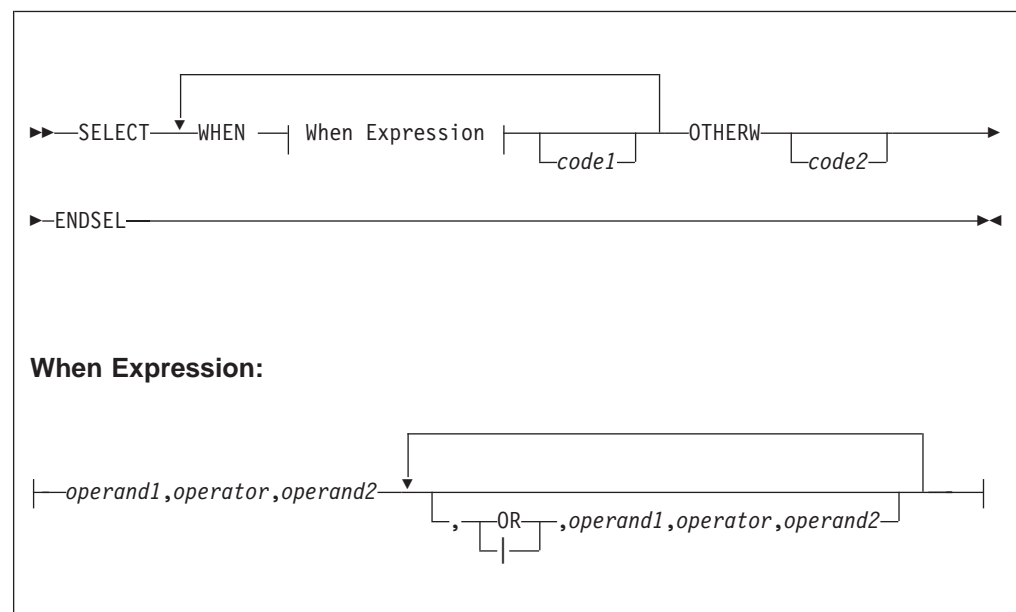 SELECT WHEN When Expression OTHERW
code1 code2
ENDSEL
When Expression:
operand1,operator,operand2
, OR ,operand1,operator,operand2
|